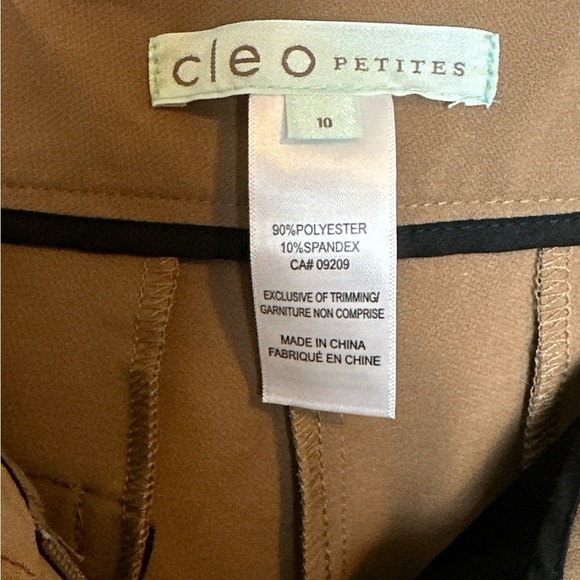 cleo PETITES
10
90%POLYESTER
10%SPANDEX
CA# 09209
EXCLUSIVE OF TRIMMING/
GARNITURE NON COMPRISE
MADE IN CHINA
FABRIQUÉ EN CHINE